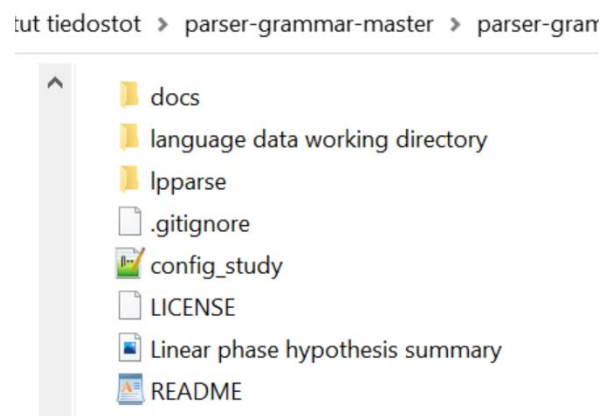 tut tiedostot > parser-grammar-master > parser-gram
docs
language data working directory
lpparse
.gitignore
config_study
LICENSE
Linear phase hypothesis summary
README